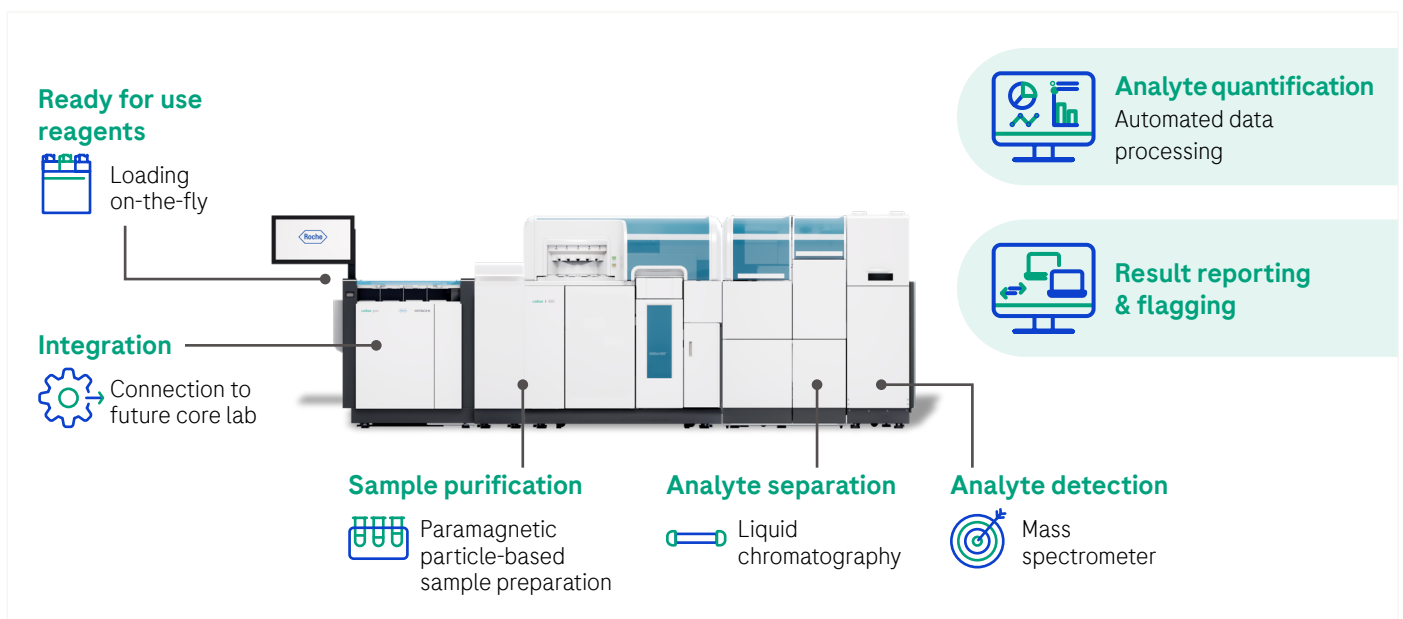 Ready for use
reagents
Loading
on-the-fly
Integration
Connection to
future core lab
Roche
Sample purification
Paramagnetic
particle-based
sample preparation
Analyte separation
Liquid
chromatography
Analyte detection
Mass
spectrometer
Analyte quantification
Automated data
processing
Result reporting
& flagging